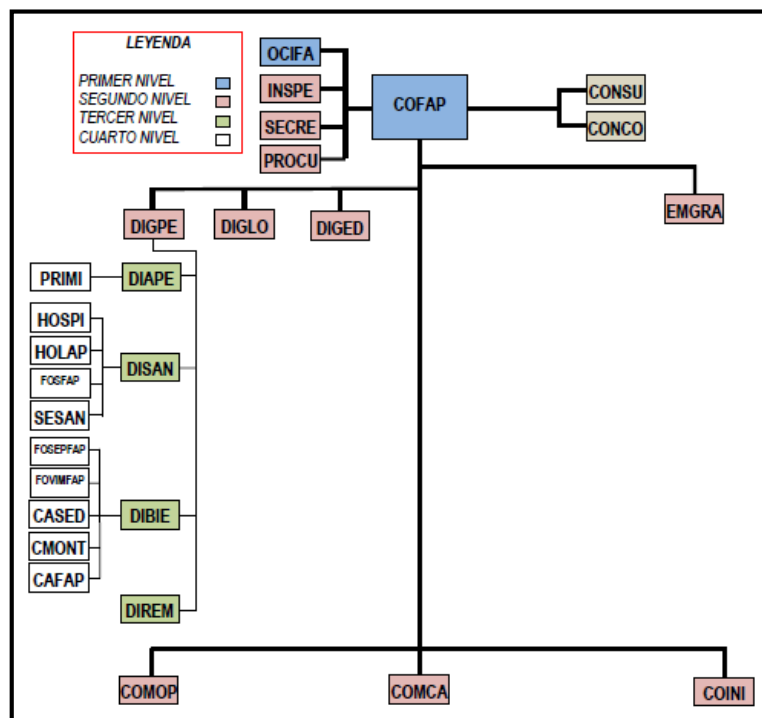 LEYENDA
PRIMER NIVEL
SEGUNDO NIVEL
TERCER NIVEL
CUARTO NIVEL
OCIFA
INSPE
SECRE
PROCU
COFAP
CONSU
CONCO
EMGRA
DIGPE
DIGLO
DIGED
PRIMI
DIAPE
HOSPI
HOLAP
FOSFAP
SESAN
DISAN
FOSEPFAP
FOVIMFAP
CASED
CMONT
CAFAP
DIBIE
DIREM
COMOP
COMCA
COINI